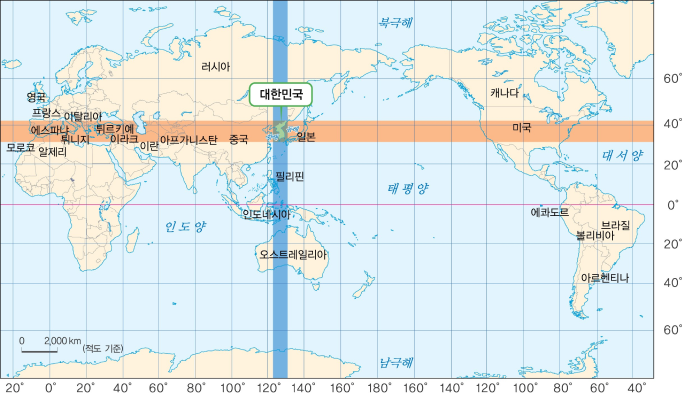 북극해
러시아
60°
대한민국
캐나다
영국
프랑스 이탈리아
에스파냐 튀르키예 미국 40°
튀니지 이라크 이란 아프가니스탄 중국 일본
모로코 알제리
대서양
20°
필리핀
태평양
인도네시아 에콰도르 0°
인도양 브라질
볼리비아
20°
오스트레일리아
아르헨티나
40°
60°
0 2,000 km
(적도 기준)
남극해
20° 0° 20° 40° 60° 80° 100° 120° 140° 160° 180° 160° 140° 120° 100° 80° 60° 40°